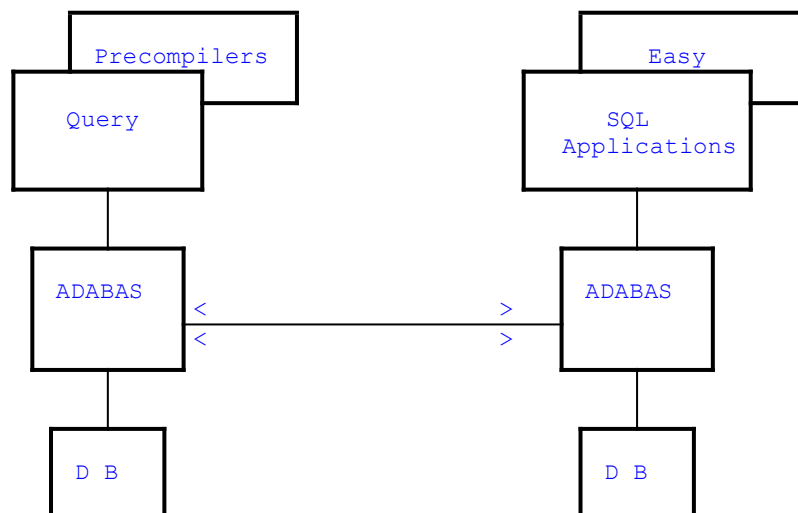 Precompilers
Easy
Query
SQL
Applications
ADABAS
ADABAS
< >
< >
D B
D B